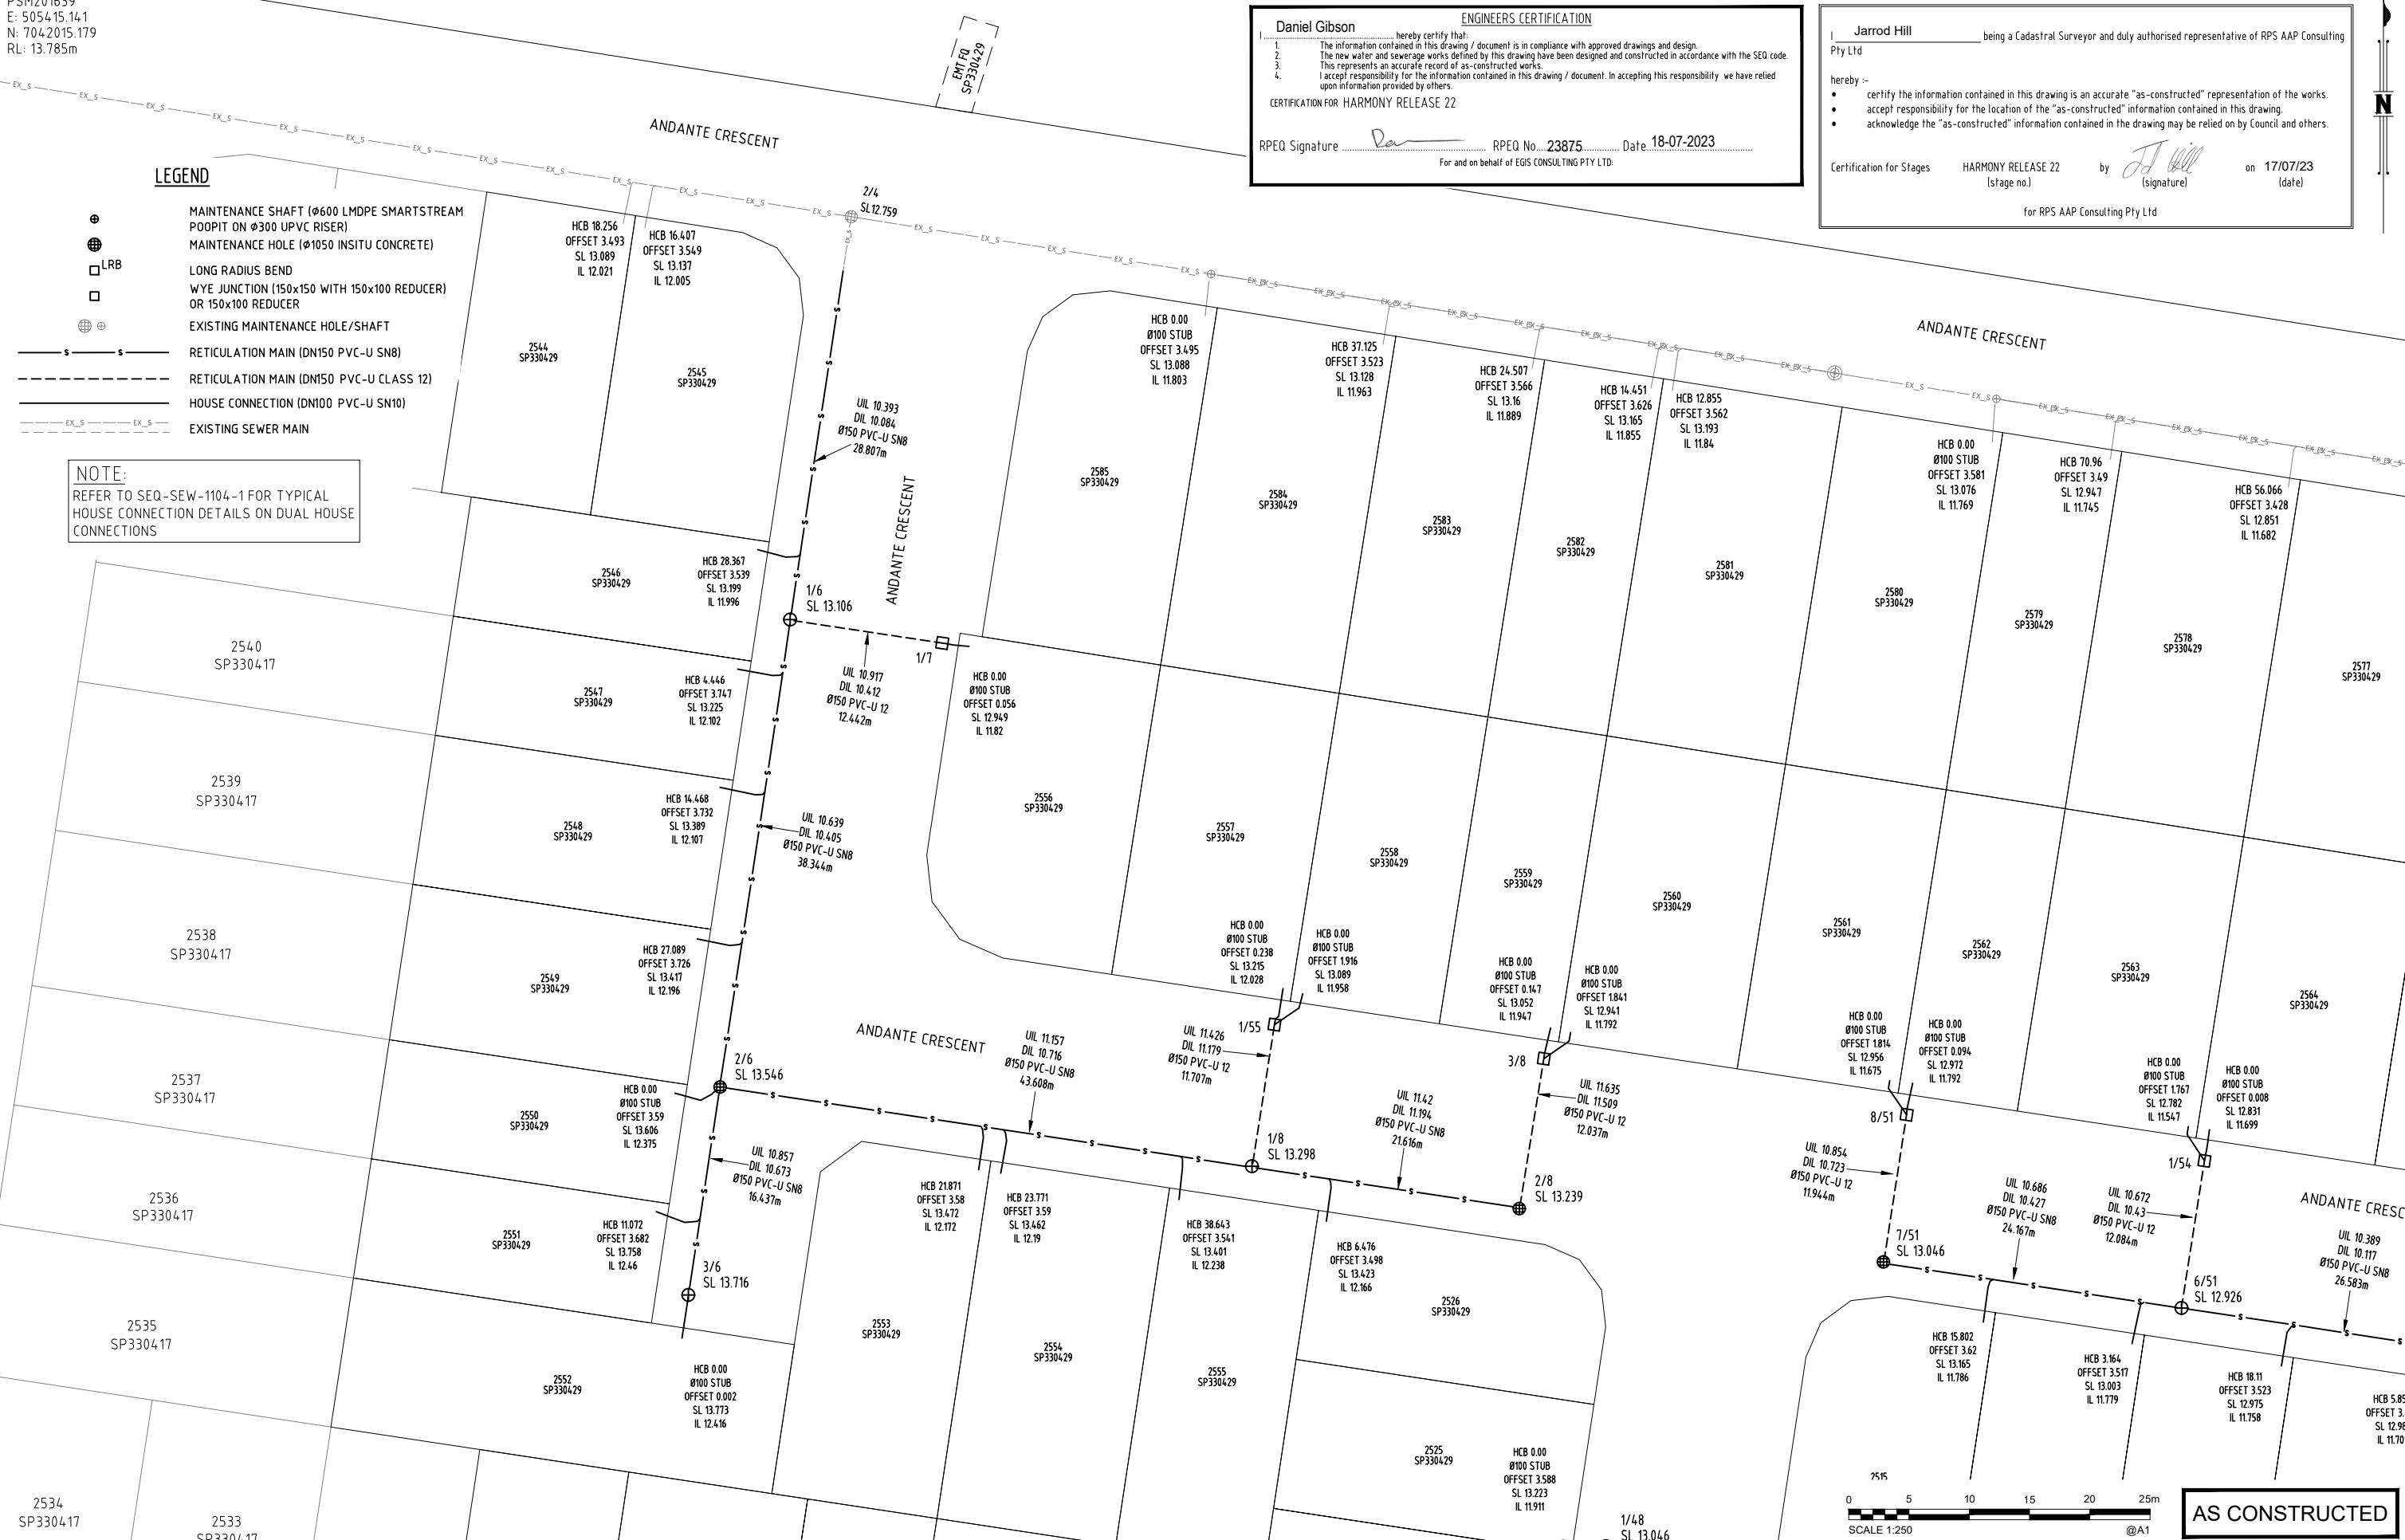 PSM201639
E: 505415.141
N: 7042015.179
RL: 13.785m
EMT FQ
SP330429
ENGINEERS CERTIFICATION
I Daniel Gibson hereby certify that:
1. The information contained in this drawing / document is in compliance with approved drawings and design.
2. The new water and sewerage works defined by this drawing have been designed and constructed in accordance with the SEQ code.
3. This represents an accurate record of as-constructed works.
4. I accept responsibility for the information contained in this drawing / document. In accepting this responsibility we have relied
upon information provided by others.
CERTIFICATION FOR HARMONY RELEASE 22
RPEQ Signature RPEQ No. 23875 Date 18-07-2023
For and on behalf of EGIS CONSULTING PTY LTD:
I Jarrod Hill being a Cadastral Surveyor and duly authorised representative of RPS AAP Consulting
Pty Ltd
hereby :-
• certify the information contained in this drawing is an accurate "as-constructed" representation of the works.
• accept responsibility for the location of the "as-constructed" information contained in this drawing.
• acknowledge the "as-constructed" information contained in the drawing may be relied on by Council and others.
Certification for Stages HARMONY RELEASE 22 by on 17/07/23
(stage no.) (signature) (date)
for RPS AAP Consulting Pty Ltd
N
LEGEND
MAINTENANCE SHAFT (Ø600 LMDPE SMARTSTREAM
POOPIT ON Ø300 UPVC RISER)
MAINTENANCE HOLE (Ø1050 INSITU CONCRETE)
LRB
LONG RADIUS BEND
WYE JUNCTION (150x150 WITH 150x100 REDUCER)
OR 150x100 REDUCER
EXISTING MAINTENANCE HOLE/SHAFT
RETICULATION MAIN (DN150 PVC-U SN8)
RETICULATION MAIN (DN150 PVC-U CLASS 12)
HOUSE CONNECTION (DN100 PVC-U SN10)
EX_S EX_S
EXISTING SEWER MAIN
NOTE:
REFER TO SEQ-SEW-1104-1 FOR TYPICAL
HOUSE CONNECTION DETAILS ON DUAL HOUSE
CONNECTIONS
ANDANTE CRESCENT
2/4
SL12.759
HCB 18.256
OFFSET 3.493
SL 13.089
IL 12.021
HCB 16.407
OFFSET 3.549
SL 13.137
IL 12.005
2544
SP330429
2545
SP330429
UIL 10.393
DIL 10.084
Ø150 PVC-U SN8
28.807m
ANDANTE CRESCENT
HCB 0.00
Ø100 STUB
OFFSET 3.495
SL 13.088
IL 11.803
HCB 37.125
OFFSET 3.523
SL 13.128
IL 11.963
HCB 24.507
OFFSET 3.566
SL 13.16
IL 11.889
HCB 14.451
OFFSET 3.626
SL 13.165
IL 11.855
HCB 12.855
OFFSET 3.562
SL 13.193
IL 11.84
ANDANTE CRESCENT
HCB 0.00
Ø100 STUB
OFFSET 3.581
SL 13.076
IL 11.769
HCB 70.96
OFFSET 3.49
SL 12.947
IL 11.745
HCB 56.066
OFFSET 3.428
SL 12.851
IL 11.682
2585
SP330429
2584
SP330429
2583
SP330429
2582
SP330429
2581
SP330429
2580
SP330429
2579
SP330429
2578
SP330429
2577
SP330429
2546
SP330429
HCB 28.367
OFFSET 3.539
SL 13.199
IL 11.996
1/6
SL 13.106
1/7
UIL 10.917
DIL 10.412
Ø150 PVC-U 12
12.442m
HCB 0.00
Ø100 STUB
OFFSET 0.056
SL 12.949
IL 11.82
2540
SP330417
2547
SP330429
HCB 4.446
OFFSET 3.747
SL 13.225
IL 12.102
2539
SP330417
2548
SP330429
HCB 14.468
OFFSET 3.732
SL 13.389
IL 12.107
UIL 10.639
DIL 10.405
Ø150 PVC-U SN8
38.344m
2556
SP330429
2557
SP330429
2558
SP330429
2559
SP330429
2560
SP330429
2561
SP330429
2562
SP330429
2563
SP330429
2564
SP330429
2538
SP330417
2549
SP330429
HCB 27.089
OFFSET 3.726
SL 13.417
IL 12.196
HCB 0.00
Ø100 STUB
OFFSET 0.238
SL 13.215
IL 12.028
HCB 0.00
Ø100 STUB
OFFSET 1.916
SL 13.089
IL 11.958
HCB 0.00
Ø100 STUB
OFFSET 0.147
SL 13.052
IL 11.947
HCB 0.00
Ø100 STUB
OFFSET 1.841
SL 12.941
IL 11.792
HCB 0.00
Ø100 STUB
OFFSET 1.814
SL 12.956
IL 11.675
HCB 0.00
Ø100 STUB
OFFSET 0.094
SL 12.972
IL 11.792
HCB 0.00
Ø100 STUB
OFFSET 1.767
SL 12.782
IL 11.547
HCB 0.00
Ø100 STUB
OFFSET 0.008
SL 12.831
IL 11.699
2537
SP330417
2550
SP330429
HCB 0.00
Ø100 STUB
OFFSET 3.59
SL 13.606
IL 12.375
2/6
SL 13.546
ANDANTE CRESCENT
UIL 11.157
DIL 10.716
Ø150 PVC-U SN8
43.608m
1/55
UIL 11.426
DIL 11.179
Ø150 PVC-U 12
11.707m
3/8
UIL 11.635
DIL 11.509
Ø150 PVC-U 12
12.037m
UIL 11.42
DIL 11.194
Ø150 PVC-U SN8
21.616m
1/8
SL 13.298
2/8
SL 13.239
8/51
UIL 10.854
DIL 10.723
Ø150 PVC-U 12
11.944m
7/51
SL 13.046
1/54
UIL 10.686
DIL 10.427
Ø150 PVC-U SN8
24.167m
UIL 10.672
DIL 10.43
Ø150 PVC-U 12
12.084m
6/51
SL 12.926
ANDANTE CRESC
UIL 10.389
DIL 10.117
Ø150 PVC-U SN8
26.583m
2536
SP330417
2551
SP330429
HCB 11.072
OFFSET 3.682
SL 13.758
IL 12.46
UIL 10.857
DIL 10.673
Ø150 PVC-U SN8
16.437m
3/6
SL 13.716
HCB 21.871
OFFSET 3.58
SL 13.472
IL 12.172
HCB 23.771
OFFSET 3.59
SL 13.462
IL 12.19
HCB 38.643
OFFSET 3.541
SL 13.401
IL 12.238
HCB 6.476
OFFSET 3.498
SL 13.423
IL 12.166
2535
SP330417
2552
SP330429
HCB 0.00
Ø100 STUB
OFFSET 0.002
SL 13.773
IL 12.416
2553
SP330429
2554
SP330429
2555
SP330429
2526
SP330429
2525
SP330429
HCB 0.00
Ø100 STUB
OFFSET 3.588
SL 13.223
IL 11.911
HCB 15.802
OFFSET 3.62
SL 13.165
IL 11.786
HCB 3.164
OFFSET 3.517
SL 13.003
IL 11.779
HCB 18.11
OFFSET 3.523
SL 12.975
IL 11.758
HCB 5.85
OFFSET 3.
SL 12.98
IL 11.70
2534
SP330417
2533
SP330417
1/48
SL 13.046
2515
0 5 10 15 20 25m
SCALE 1:250 @A1
AS CONSTRUCTED